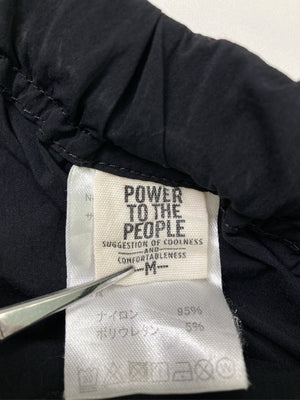 POWER
TO THE
PEOPLE
SUGGESTION OF COOLNESS
AND
COMFORTABLENESS
-M-
ナイロン 95%
ポリウレタン 5%